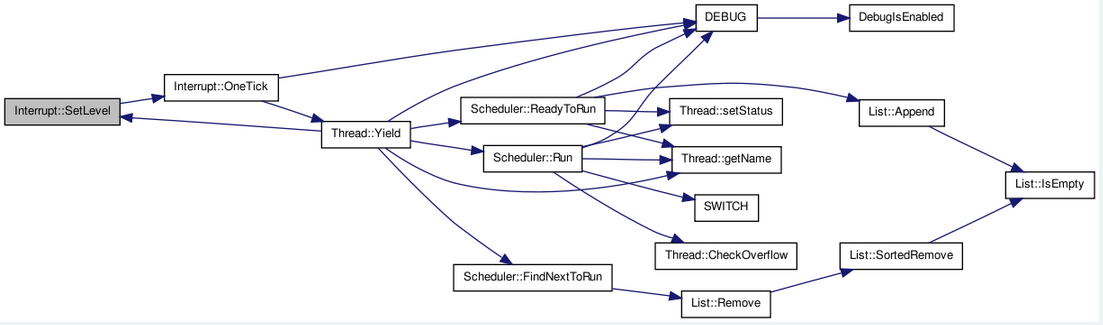 DEBUG
DebugIsEnabled
Interrupt::OneTick
Interrupt::SetLevel
Scheduler::ReadyToRun
Thread::setStatus
List::Append
Thread::Yield
Scheduler::Run
Thread::getName
List::IsEmpty
SWITCH
Thread::CheckOverflow
List::SortedRemove
Scheduler::FindNextToRun
List::Remove